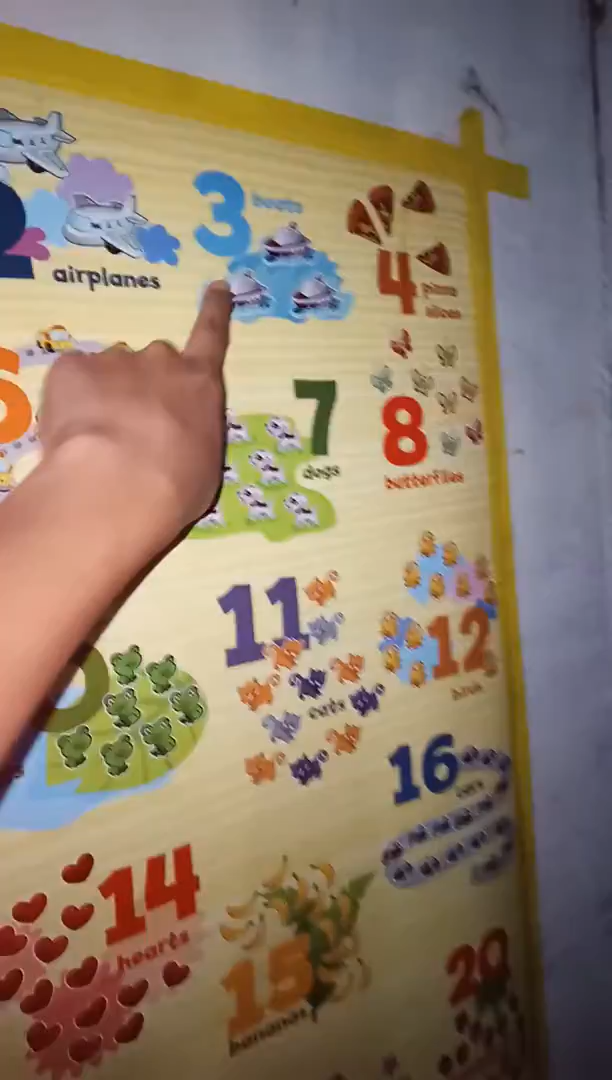 2
airplanes
3
boats
4
pizza
slices
7
dogs
8
butterflies
11
cats
12
16
14
hearts
15
bananas
20